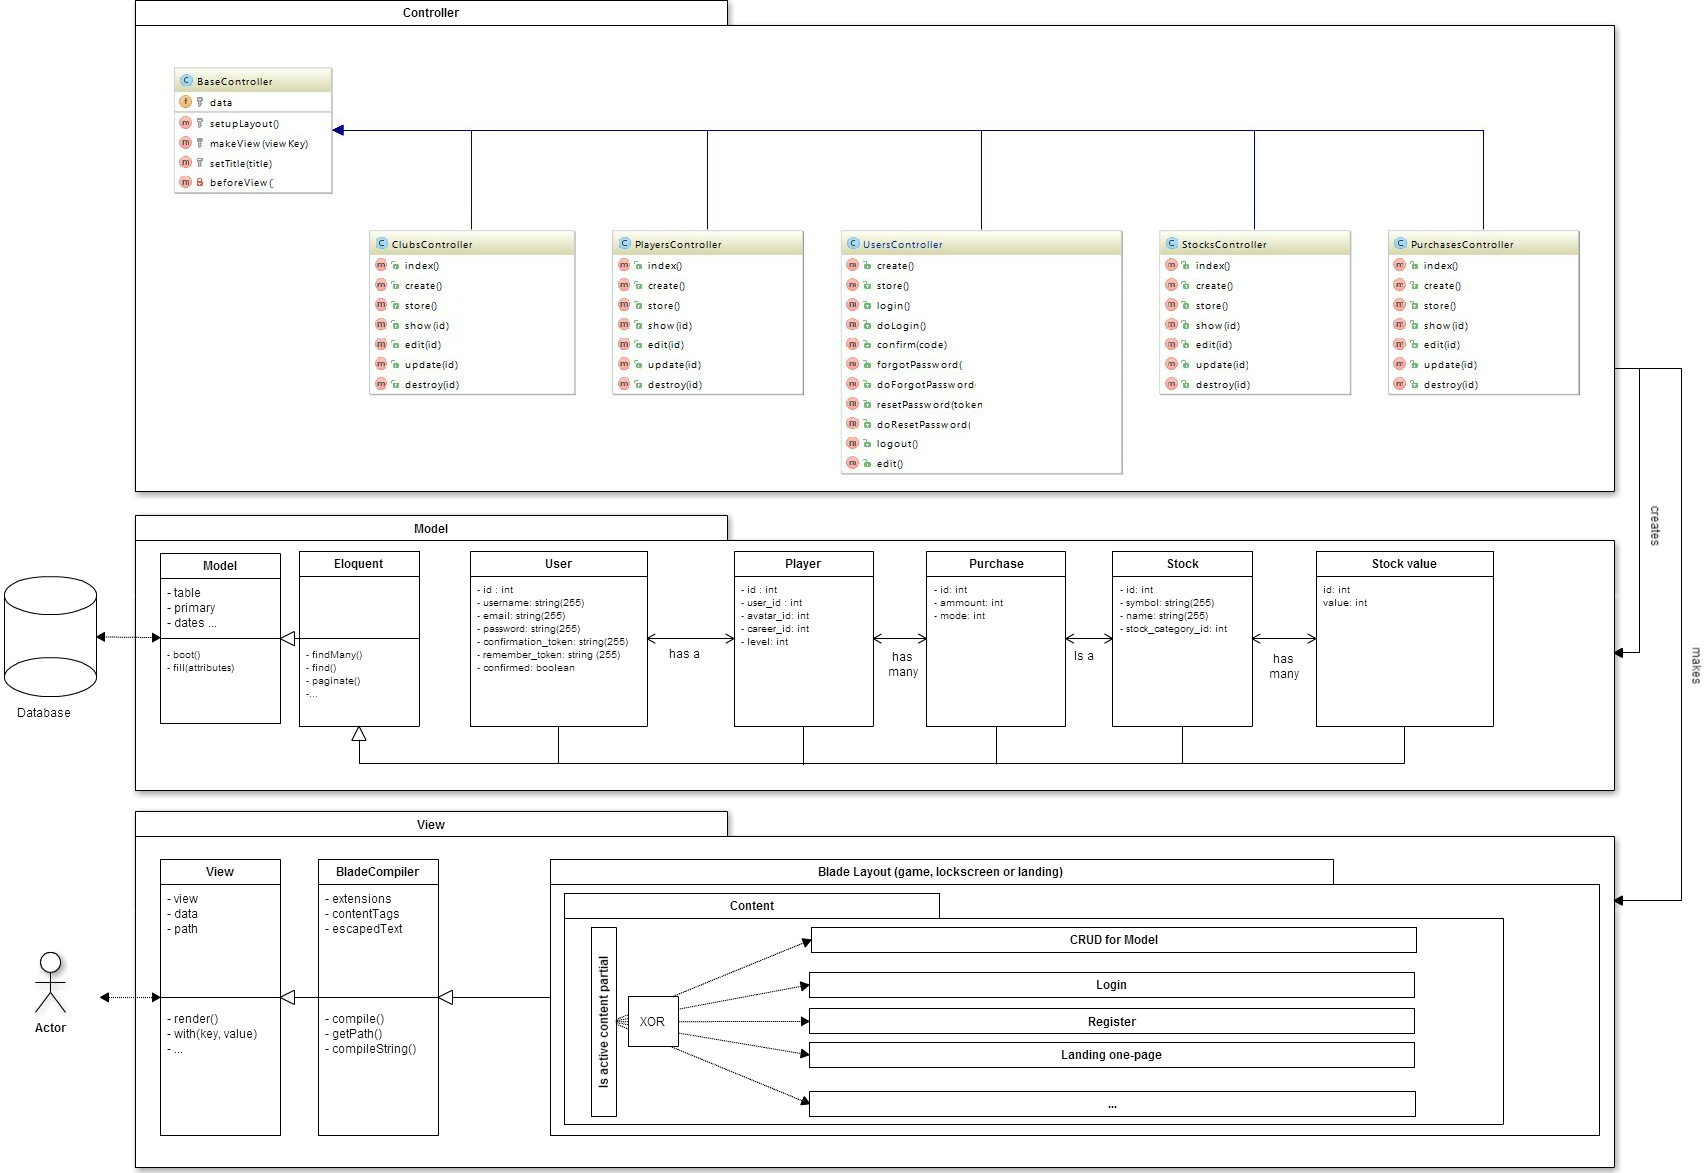 Controller
BaseController
data
setupLayout()
makeView(viewKey)
setTitle(title)
beforeView(
ClubsController
index()
create()
store()
show(id)
edit(id)
update(id)
destroy(id)
PlayersController
index()
create()
store()
show(id)
edit(id)
update(id)
destroy(id)
UsersController
create()
store()
login()
doLogin()
confirm(code)
forgotPassword(
doForgotPassword
resetPassword(token
doResetPassword(
logout()
edit()
StocksController
index()
create()
store()
show(id)
edit(id)
update(id)
destroy(id)
PurchasesController
index()
create()
store()
show(id)
edit(id)
update(id)
destroy(id)
creates
makes
Model
Database
Model
- table
- primary
- dates ...
- boot()
- fill(attributes)
Eloquent
- findMany()
- find()
- paginate()
-...
User
- id : int
- username: string(255)
- email: string(255)
- password: string(255)
- confirmation_token: string(255)
- remember_token: string (255)
- confirmed: boolean
has a
Player
- id : int
- user_id : int
- avatar_id: int
- career_id: int
- level: int
has
many
Purchase
- id: int
- ammount: int
- mode: int
Is a
Stock
- id: int
- symbol: string(255)
- name: string(255)
- stock_category_id: int
has
many
Stock value
id: int
value: int
View
Actor
View
- view
- data
- path
- render()
- with(key, value)
- ...
BladeCompiler
- extensions
- contentTags
- escapedText
- compile()
- getPath()
- compileString()
Blade Layout (game, lockscreen or landing)
Content
Is active content partial
XOR
CRUD for Model
Login
Register
Landing one-page
...